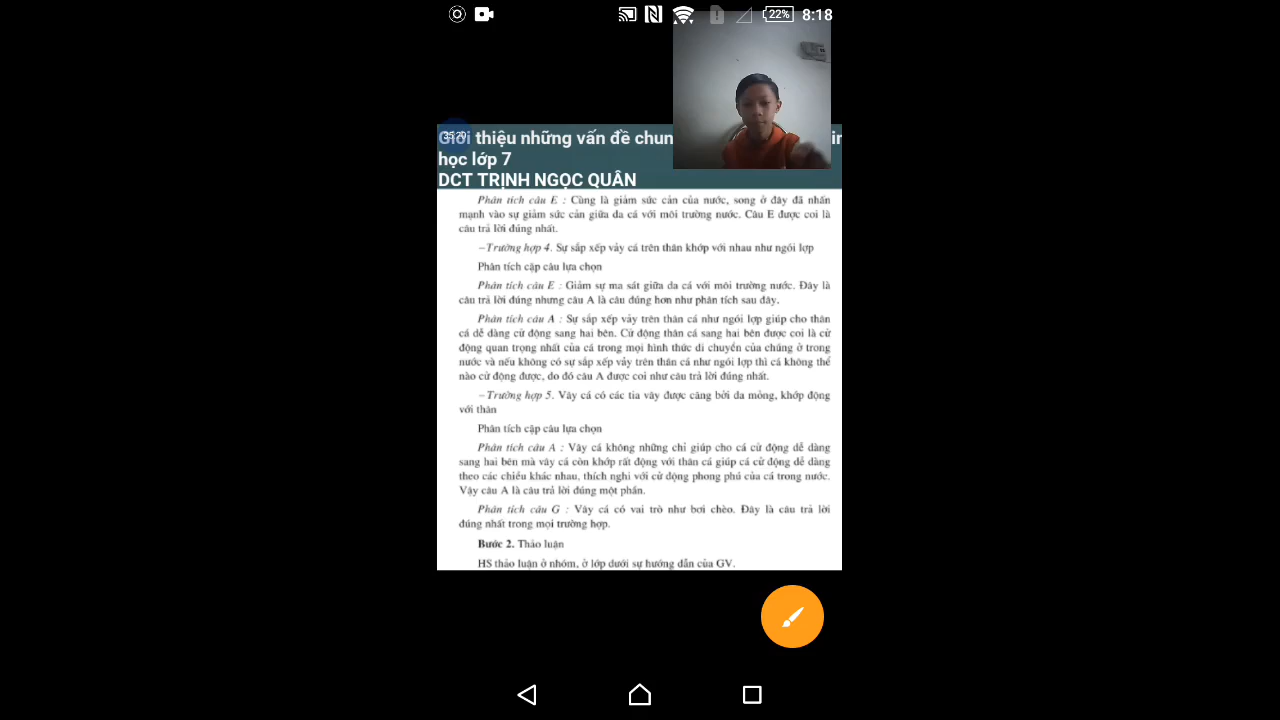 22%
8:18
Giới thiệu những vấn đề chun
học lớp 7
DCT TRỊNH NGỌC QUÂN
Phân tích câu E : Cũng là giảm sức cản của nước, song ở đây đã nhấn
mạnh vào sự giảm sức cản giữa da cá với môi trường nước. Câu E được coi là
câu trả lời đúng nhất.
– Trường hợp 4. Sự sắp xếp vảy cá trên thân khớp với nhau như ngói lợp
Phân tích cặp câu lựa chọn
Phân tích câu E : Giảm sự ma sát giữa da cá với môi trường nước. Đây là
câu trả lời đúng nhưng câu A là câu đúng hơn như phân tích sau đây.
Phân tích câu A : Sự sắp xếp vảy trên thân cá như ngói lợp giúp cho thân
cá dễ dàng cử động sang hai bên. Cử động thân cá sang hai bên được coi là cử
động quan trọng nhất của cá trong mọi hình thức di chuyển của chúng ở trong
nước và nếu không có sự sắp xếp vảy trên thân cá như ngói lợp thì cá không thể
nào cử động được, do đó câu A được coi như câu trả lời đúng nhất.
– Trường hợp 5. Vây cá có các tia vây được căng bởi da mỏng, khớp động
với thân
Phân tích cặp câu lựa chọn
Phân tích câu A : Vây cá không những chỉ giúp cho cá cử động dễ dàng
sang hai bên mà vây cá còn khớp rất động với thân cá giúp cá cử động dễ dàng
theo các chiều khác nhau, thích nghi với cử động phong phú của cá trong nước.
Vậy câu A là câu trả lời đúng một phần.
Phân tích câu G : Vây cá có vai trò như bơi chèo. Đây là câu trả lời
đúng nhất trong mọi trường hợp.
Bước 2. Thảo luận
HS thảo luận ở nhóm, ở lớp dưới sự hướng dẫn của GV.